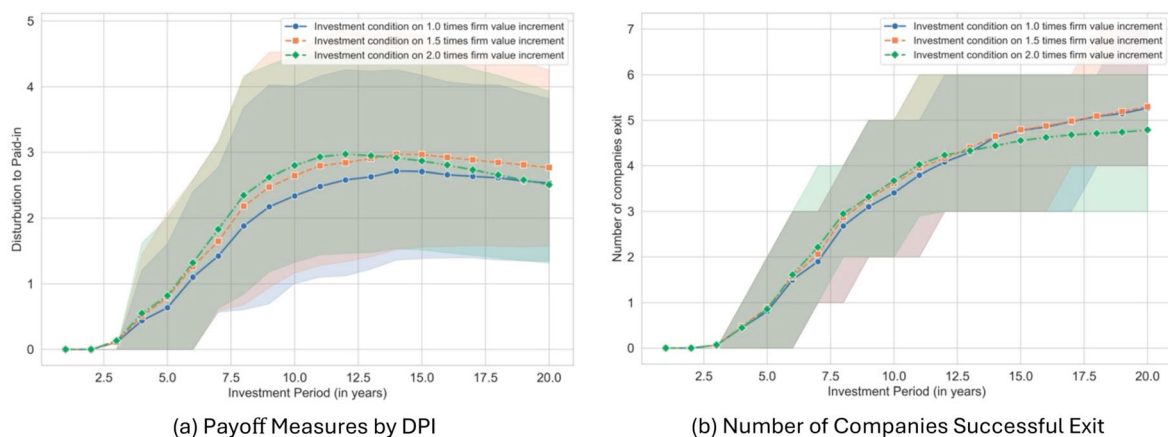 Investment condition on 1.0 times firm value increment
Investment condition on 1.5 times firm value increment
Investment condition on 2.0 times firm value increment
Disturbution to Paid-in
5
4
3
2
1
0
2.5 5.0 7.5 10.0 12.5 15.0 17.5 20.0
Investment Period (in years)
(a) Payoff Measures by DPI
Investment condition on 1.0 times firm value increment
Investment condition on 1.5 times firm value increment
Investment condition on 2.0 times firm value increment
Number of companies exit
7
6
5
4
3
2
1
0
2.5 5.0 7.5 10.0 12.5 15.0 17.5 20.0
Investment Period (in years)
(b) Number of Companies Successful Exit